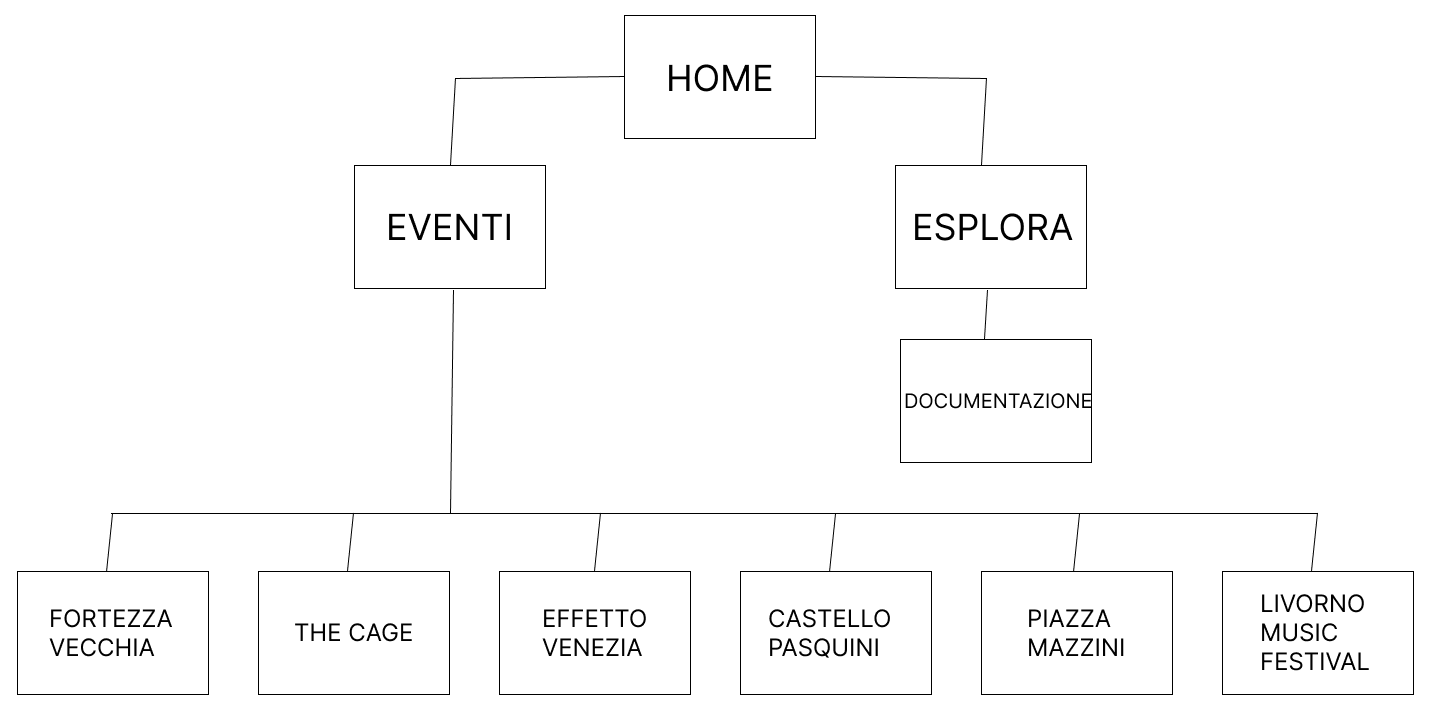 HOME
EVENTI
ESPLORA
DOCUMENTAZIONE
FORTEZZA
VECCHIA
THE CAGE
EFFETTO
VENEZIA
CASTELLO
PASQUINI
PIAZZA
MAZZINI
LIVORNO
MUSIC
FESTIVAL